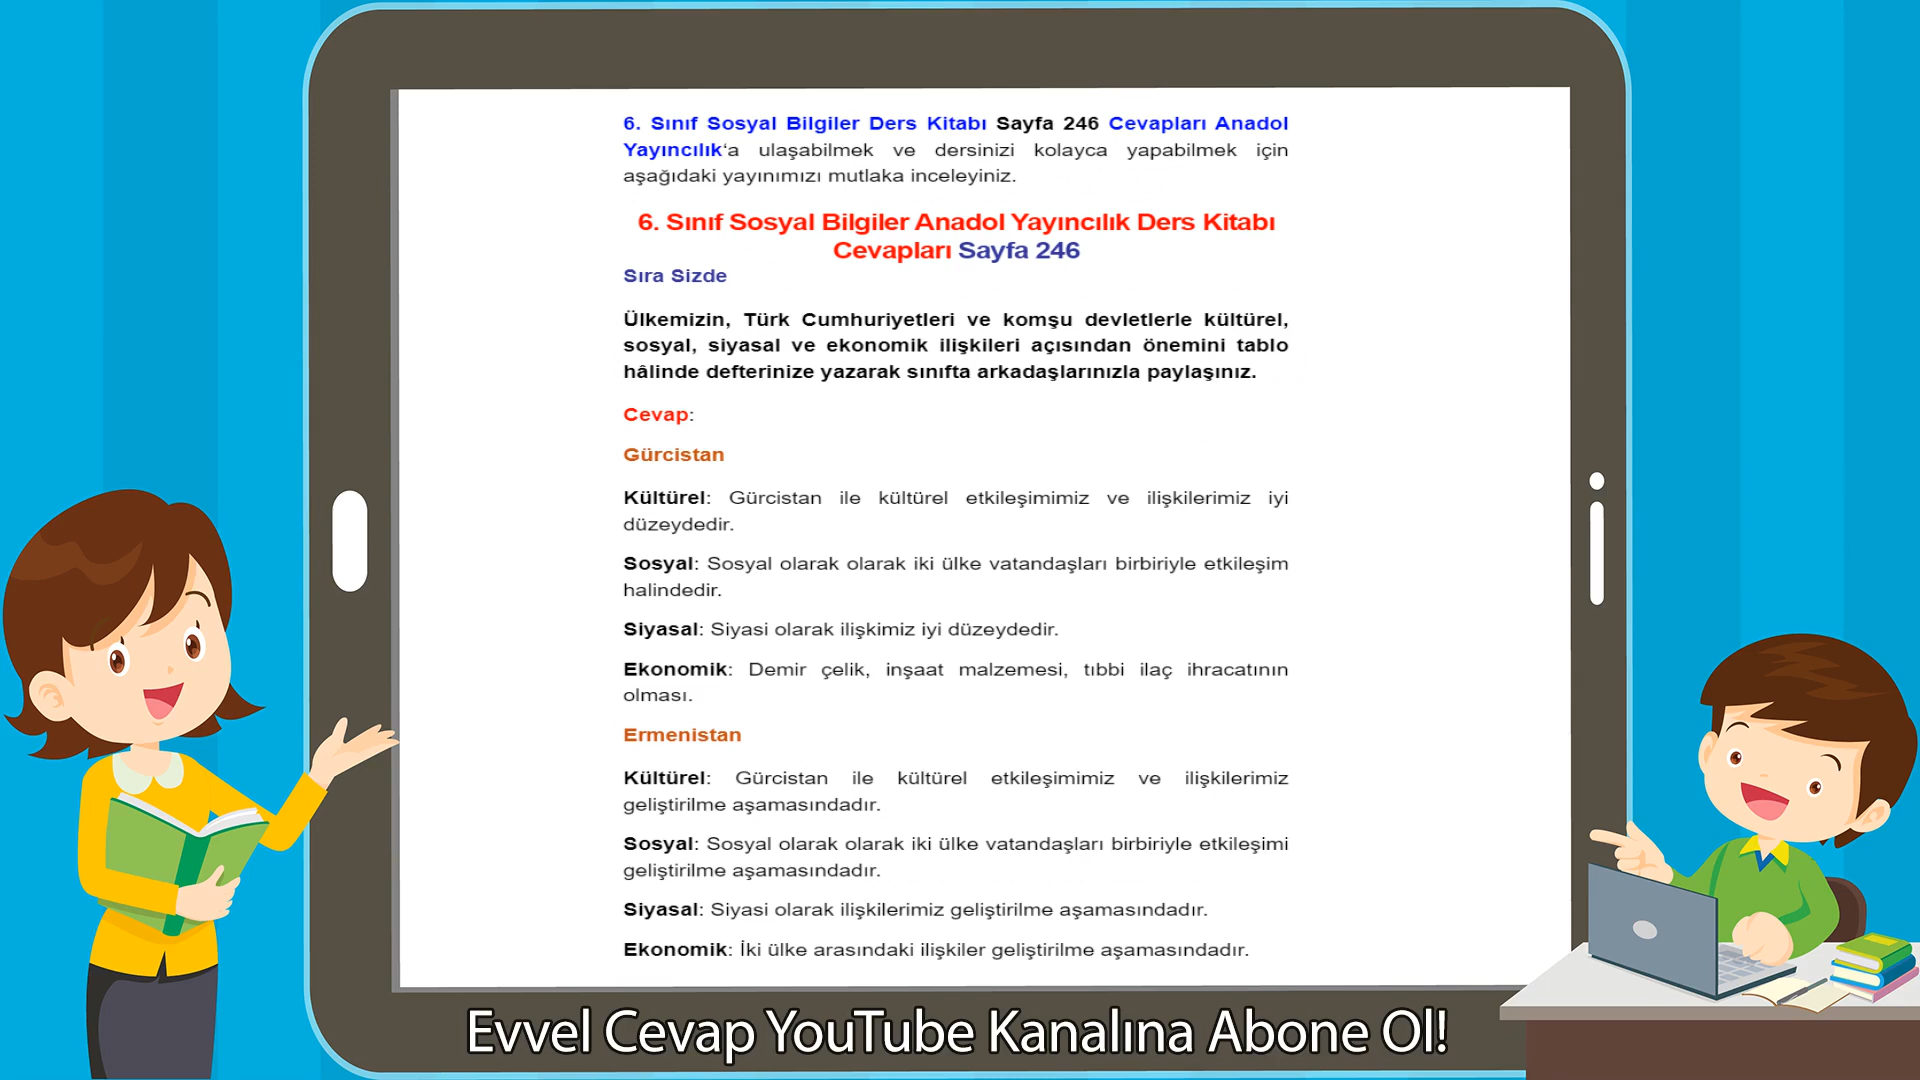 6. Sınıf Sosyal Bilgiler Ders Kitabı Sayfa 246 Cevapları Anadol
Yayıncılık‘a ulaşabilmek ve dersinizi kolayca yapabilmek için
aşağıdaki yayınımızı mutlaka inceleyiniz.
6. Sınıf Sosyal Bilgiler Anadol Yayıncılık Ders Kitabı
Cevapları Sayfa 246
Sıra Sizde
Ülkemizin, Türk Cumhuriyetleri ve komşu devletlerle kültürel,
sosyal, siyasal ve ekonomik ilişkileri açısından önemini tablo
hâlinde defterinize yazarak sınıfta arkadaşlarınızla paylaşınız.
Cevap:
Gürcistan
Kültürel: Gürcistan ile kültürel etkileşimimiz ve ilişkilerimiz iyi
düzeydedir.
Sosyal: Sosyal olarak olarak iki ülke vatandaşları birbiriyle etkileşim
halindedir.
Siyasal: Siyasi olarak ilişkimiz iyi düzeydedir.
Ekonomik: Demir çelik, inşaat malzemesi, tıbbi ilaç ihracatının
olması.
Ermenistan
Kültürel: Gürcistan ile kültürel etkileşimimiz ve ilişkilerimiz
geliştirilme aşamasındadır.
Sosyal: Sosyal olarak olarak iki ülke vatandaşları birbiriyle etkileşimi
geliştirilme aşamasındadır.
Siyasal: Siyasi olarak ilişkilerimiz geliştirilme aşamasındadır.
Ekonomik: İki ülke arasındaki ilişkiler geliştirilme aşamasındadır.
Evvel Cevap YouTube Kanalına Abone Ol!